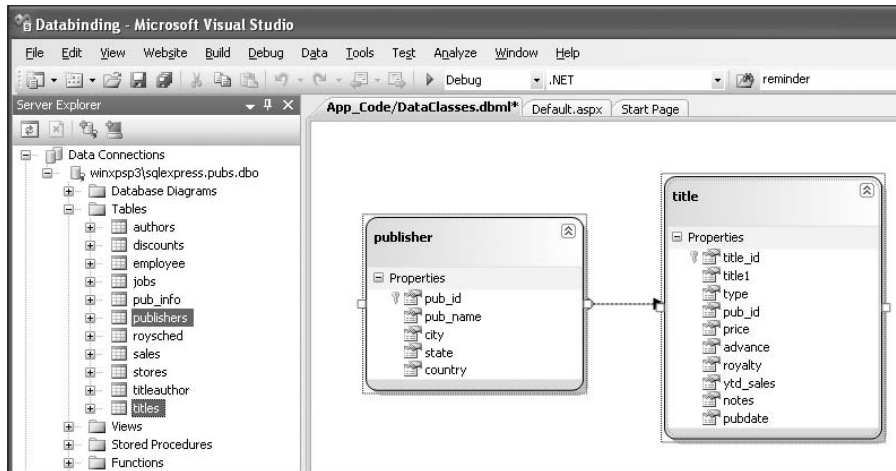 Databinding - Microsoft Visual Studio
File Edit View Website Build Debug Data Tools Test Analyze Window Help
Debug .NET reminder
Server Explorer
App_Code/DataClasses.dbml* Default.aspx Start Page
Data Connections
winxpsp3\sqlexpress.pubs.dbo
Database Diagrams
Tables
authors
discounts
employee
jobs
pub_info
publishers
roysched
sales
stores
titleauthor
titles
Views
Stored Procedures
Functions
publisher
Properties
pub_id
pub_name
city
state
country
title
Properties
title_id
title1
type
pub_id
price
advance
royalty
ytd_sales
notes
pubdate